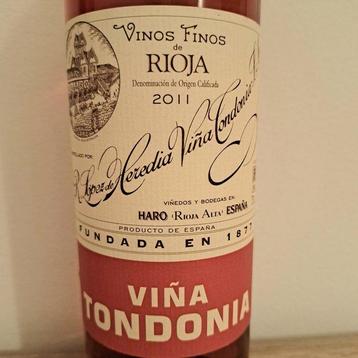 VINOS FINOS
de
RIOJA
Denominación de Origen Calificada
2011
R. López de Heredia Viña Tondonia
VIÑEDOS Y BODEGAS EN
HARO (RIOJA ALTA) ESPAÑA
PRODUCTO DE ESPAÑA
FUNDADA EN 1877
VIÑA
TONDONIA